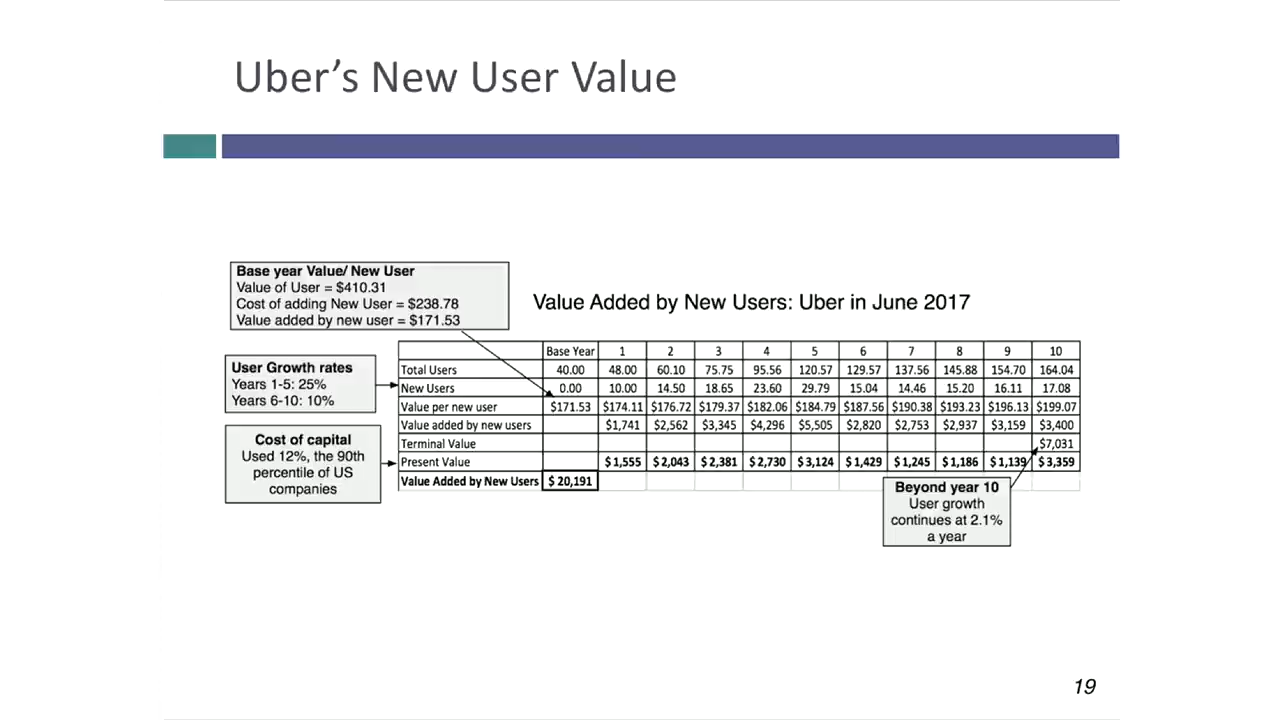 Uber's New User Value
Base year Value/ New User
Value of User = $410.31
Cost of adding New User = $238.78
Value added by new user = $171.53
Value Added by New Users: Uber in June 2017
User Growth rates
Years 1-5: 25%
Years 6-10: 10%
Cost of capital
Used 12%, the 90th
percentile of US
companies
Base Year 1 2 3 4 5 6 7 8 9 10
Total Users 40.00 48.00 60.10 75.75 95.56 120.57 129.57 137.56 145.88 154.70 164.04
New Users 0.00 10.00 14.50 18.65 23.60 29.79 15.04 14.46 15.20 16.11 17.08
Value per new user $171.53 $174.11 $176.72 $179.37 $182.06 $184.79 $187.56 $190.38 $193.23 $196.13 $199.07
Value added by new users $1,741 $2,562 $3,345 $4,296 $5,505 $2,820 $2,753 $2,937 $3,159 $3,400
Terminal Value $7,031
Present Value $1,555 $2,043 $2,381 $2,730 $3,124 $1,429 $1,245 $1,186 $1,139 $3,359
Value Added by New Users $20,191
Beyond year 10
User growth
continues at 2.1%
a year
19